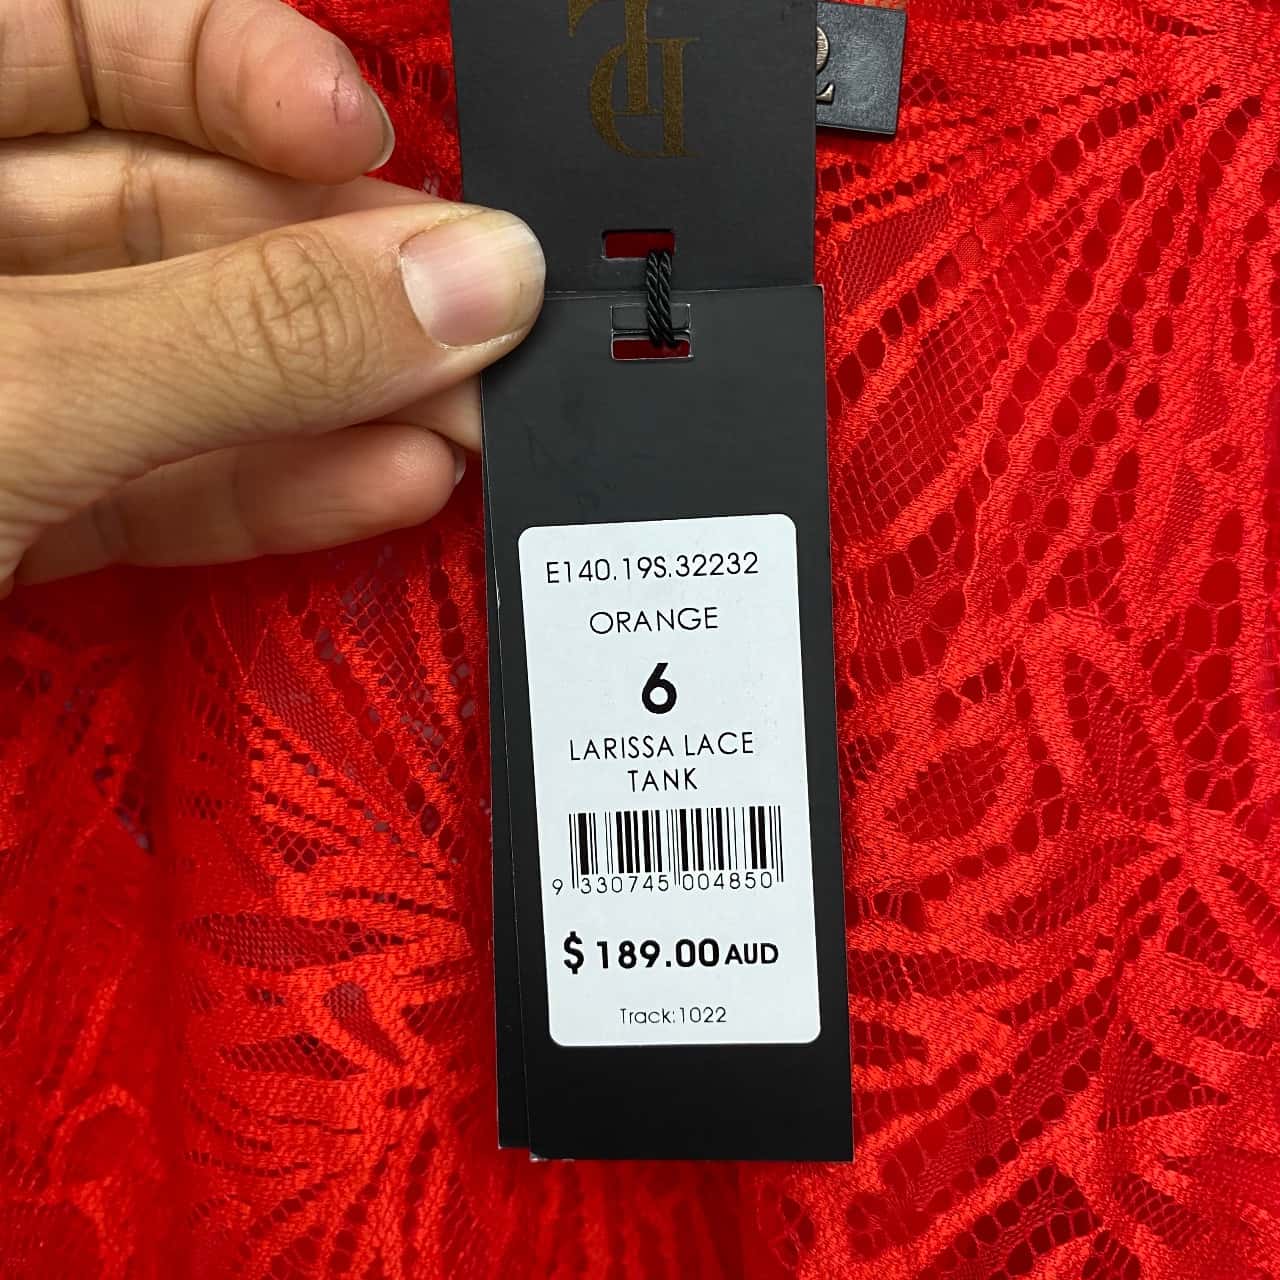 E140.19S.32232
ORANGE
6
LARISSA LACE
TANK
9 330745 004850
$ 189.00 AUD
Track:1022